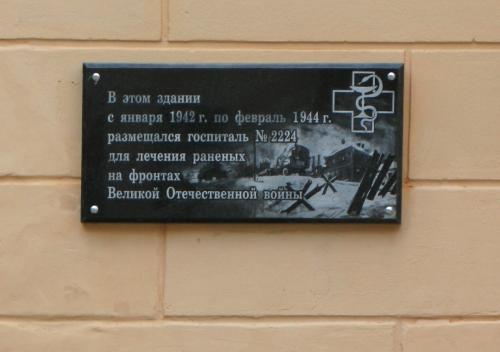 В этом здании
с января 1942 г. по февраль 1944 г.
размещался госпиталь № 2224
для лечения раненых
на фронтах
Великой Отечественной войны